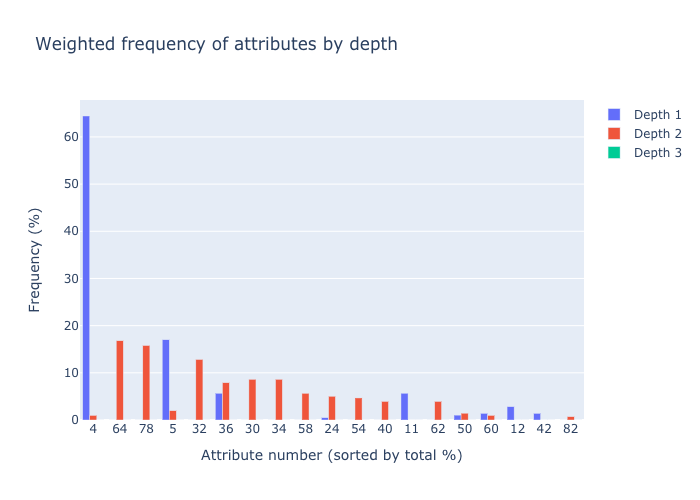 Weighted frequency of attributes by depth
Depth 1
Depth 2
Depth 3
60
50
40
30
20
10
0
Frequency (%)
4 64 78 5 32 36 30 34 58 24 54 40 11 62 50 60 12 42 82
Attribute number (sorted by total %)